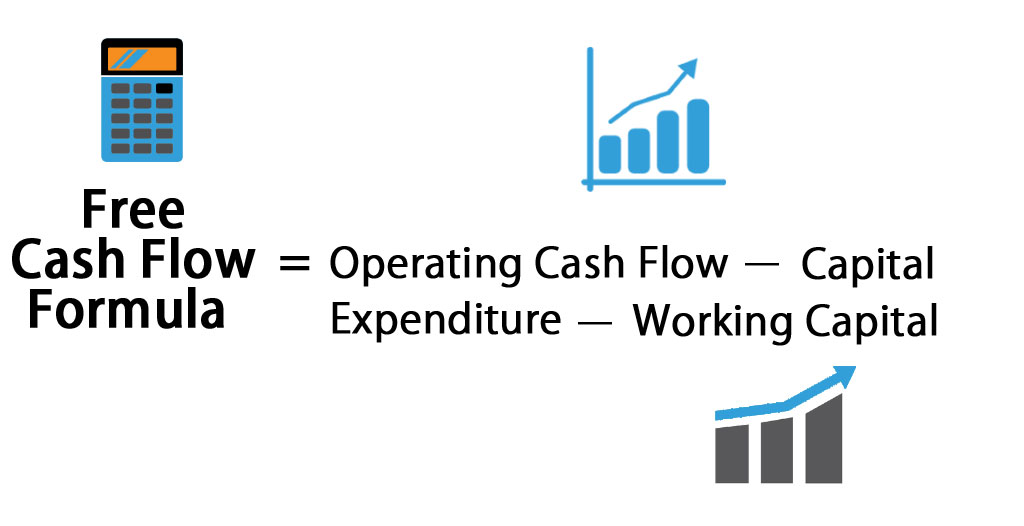 Free
Cash Flow
Formula
= Operating Cash Flow — Capital
Expenditure — Working Capital